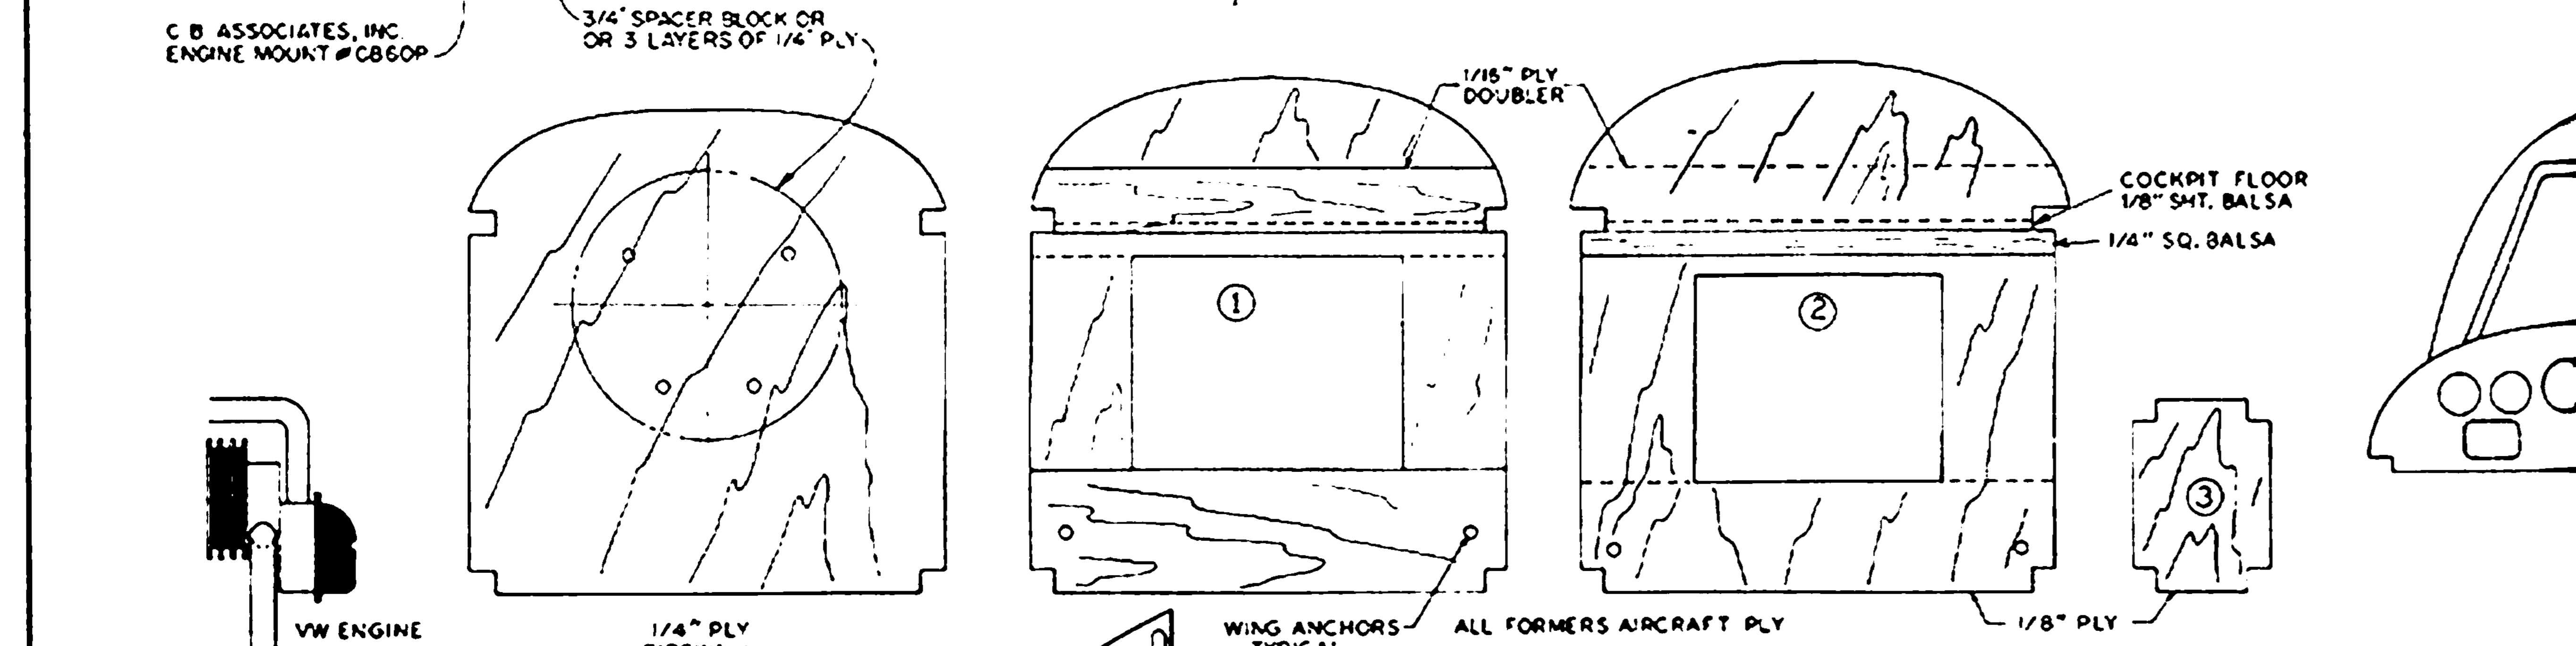 C B ASSOCIATES, INC.
ENGINE MOUNT #CB60P
3/4" SPACER BLOCK OR
OR 3 LAYERS OF 1/4" PLY
1/16" PLY
DOUBLER
COCKPIT FLOOR
1/8" SHT. BALSA
1/4" SQ. BALSA
1
2
3
VW ENGINE
1/4" PLY
WING ANCHORS
TYPICAL
ALL FORMERS AIRCRAFT PLY
1/8" PLY